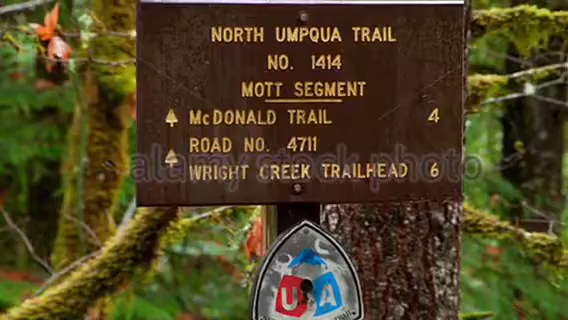 NORTH UMPQUA TRAIL
NO. 1414
MOTT SEGMENT
McDONALD TRAIL 4
ROAD NO. 4711
WRIGHT CREEK TRAILHEAD 6
alamy stock photo
U A